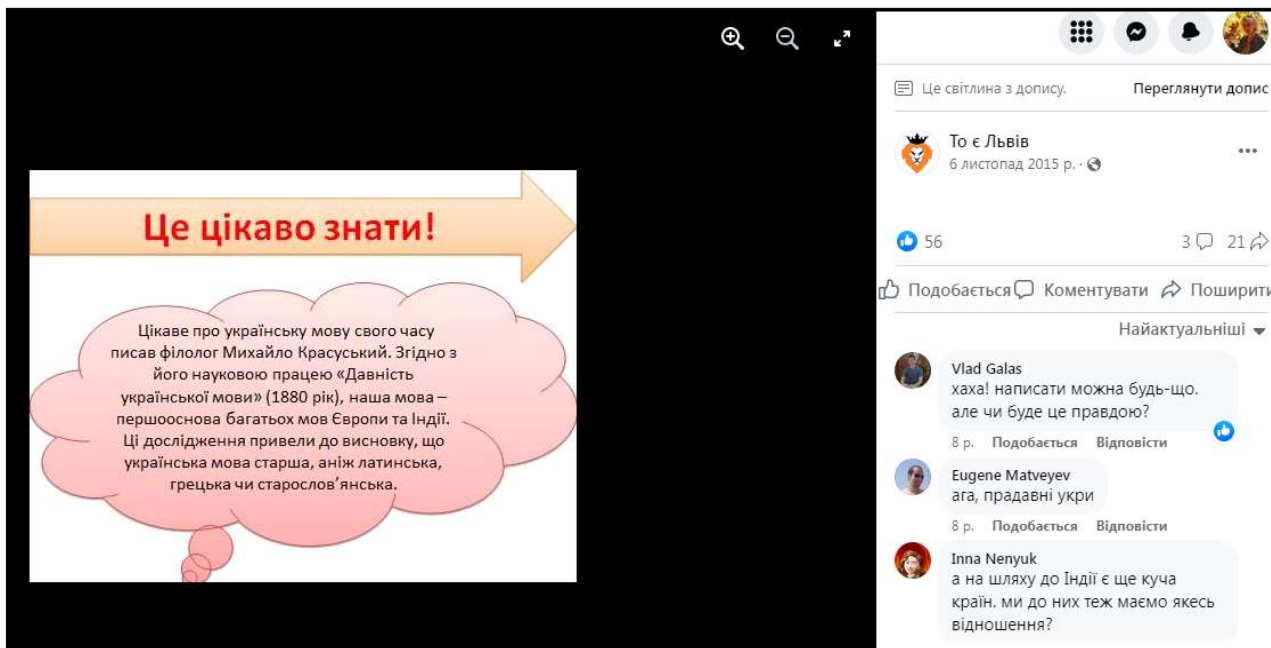 Це цікаво знати!
Цікаве про українську мову свого часу
писав філолог Михайло Красуський. Згідно з
його науковою працею «Давність
української мови» (1880 рік), наша мова –
першооснова багатьох мов Європи та Індії.
Ці дослідження привели до висновку, що
українська мова старша, аніж латинська,
грецька чи старослов’янська.
Це світлина з допису.
Переглянути допис
То є Львів
6 листопад 2015 р. ·
56
3
21
Подобається
Коментувати
Поширити
Найактуальніші
Vlad Galas
хаха! написати можна будь-що.
але чи буде це правдою?
8 р. Подобається Відповісти
Eugene Matveyev
ага, прадавні укри
8 р. Подобається Відповісти
Inna Nenyuk
а на шляху до Індії є ще куча
країн. ми до них теж маємо якесь
відношення?